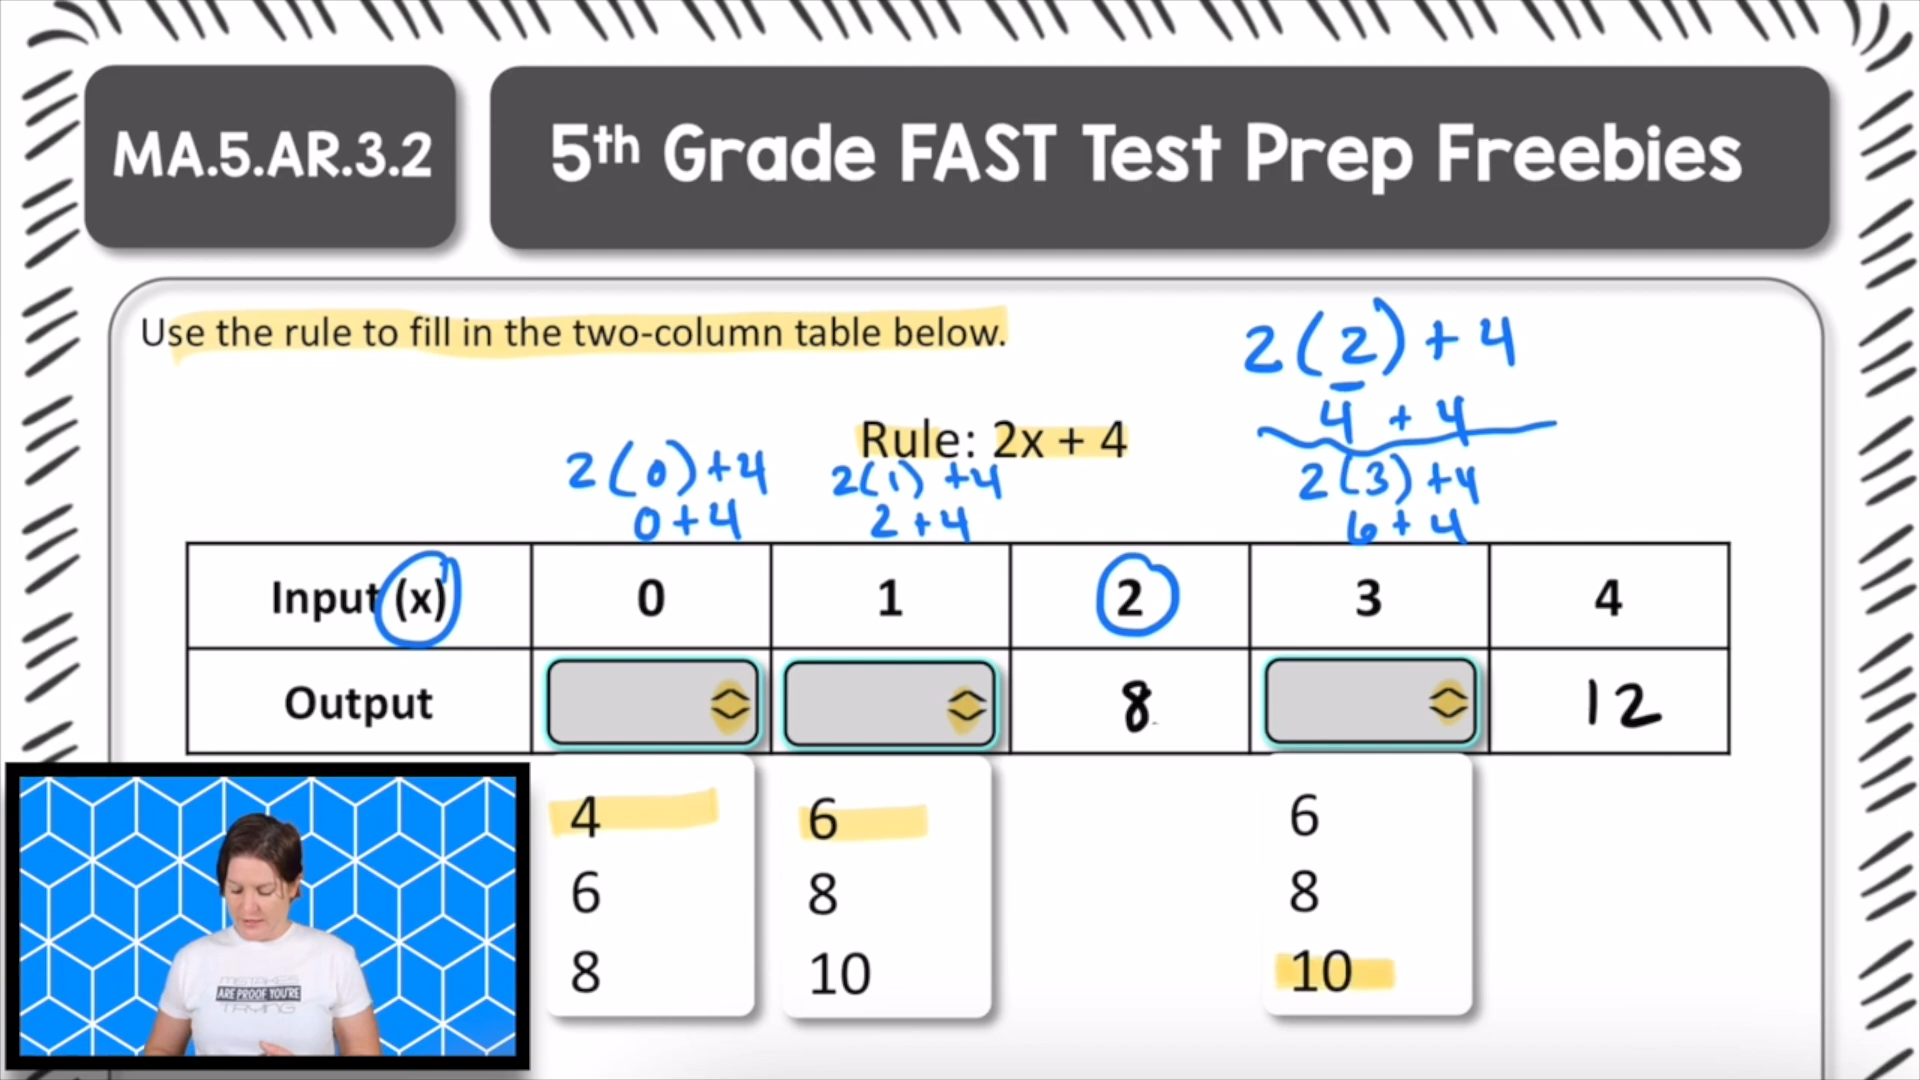 MA.5.AR.3.2
5th Grade FAST Test Prep Freebies
Use the rule to fill in the two-column table below.
2(2)+4
4 + 4
Rule: 2x + 4
2(0)+4 2(1)+4 2(3)+4
0+4 2+4 6+4
Input (x) 0 1 2 3 4
Output 8 12
4 6 6
6 8 8
8 10 10
MISTAKES
ARE PROOF YOU'RE
TRYING